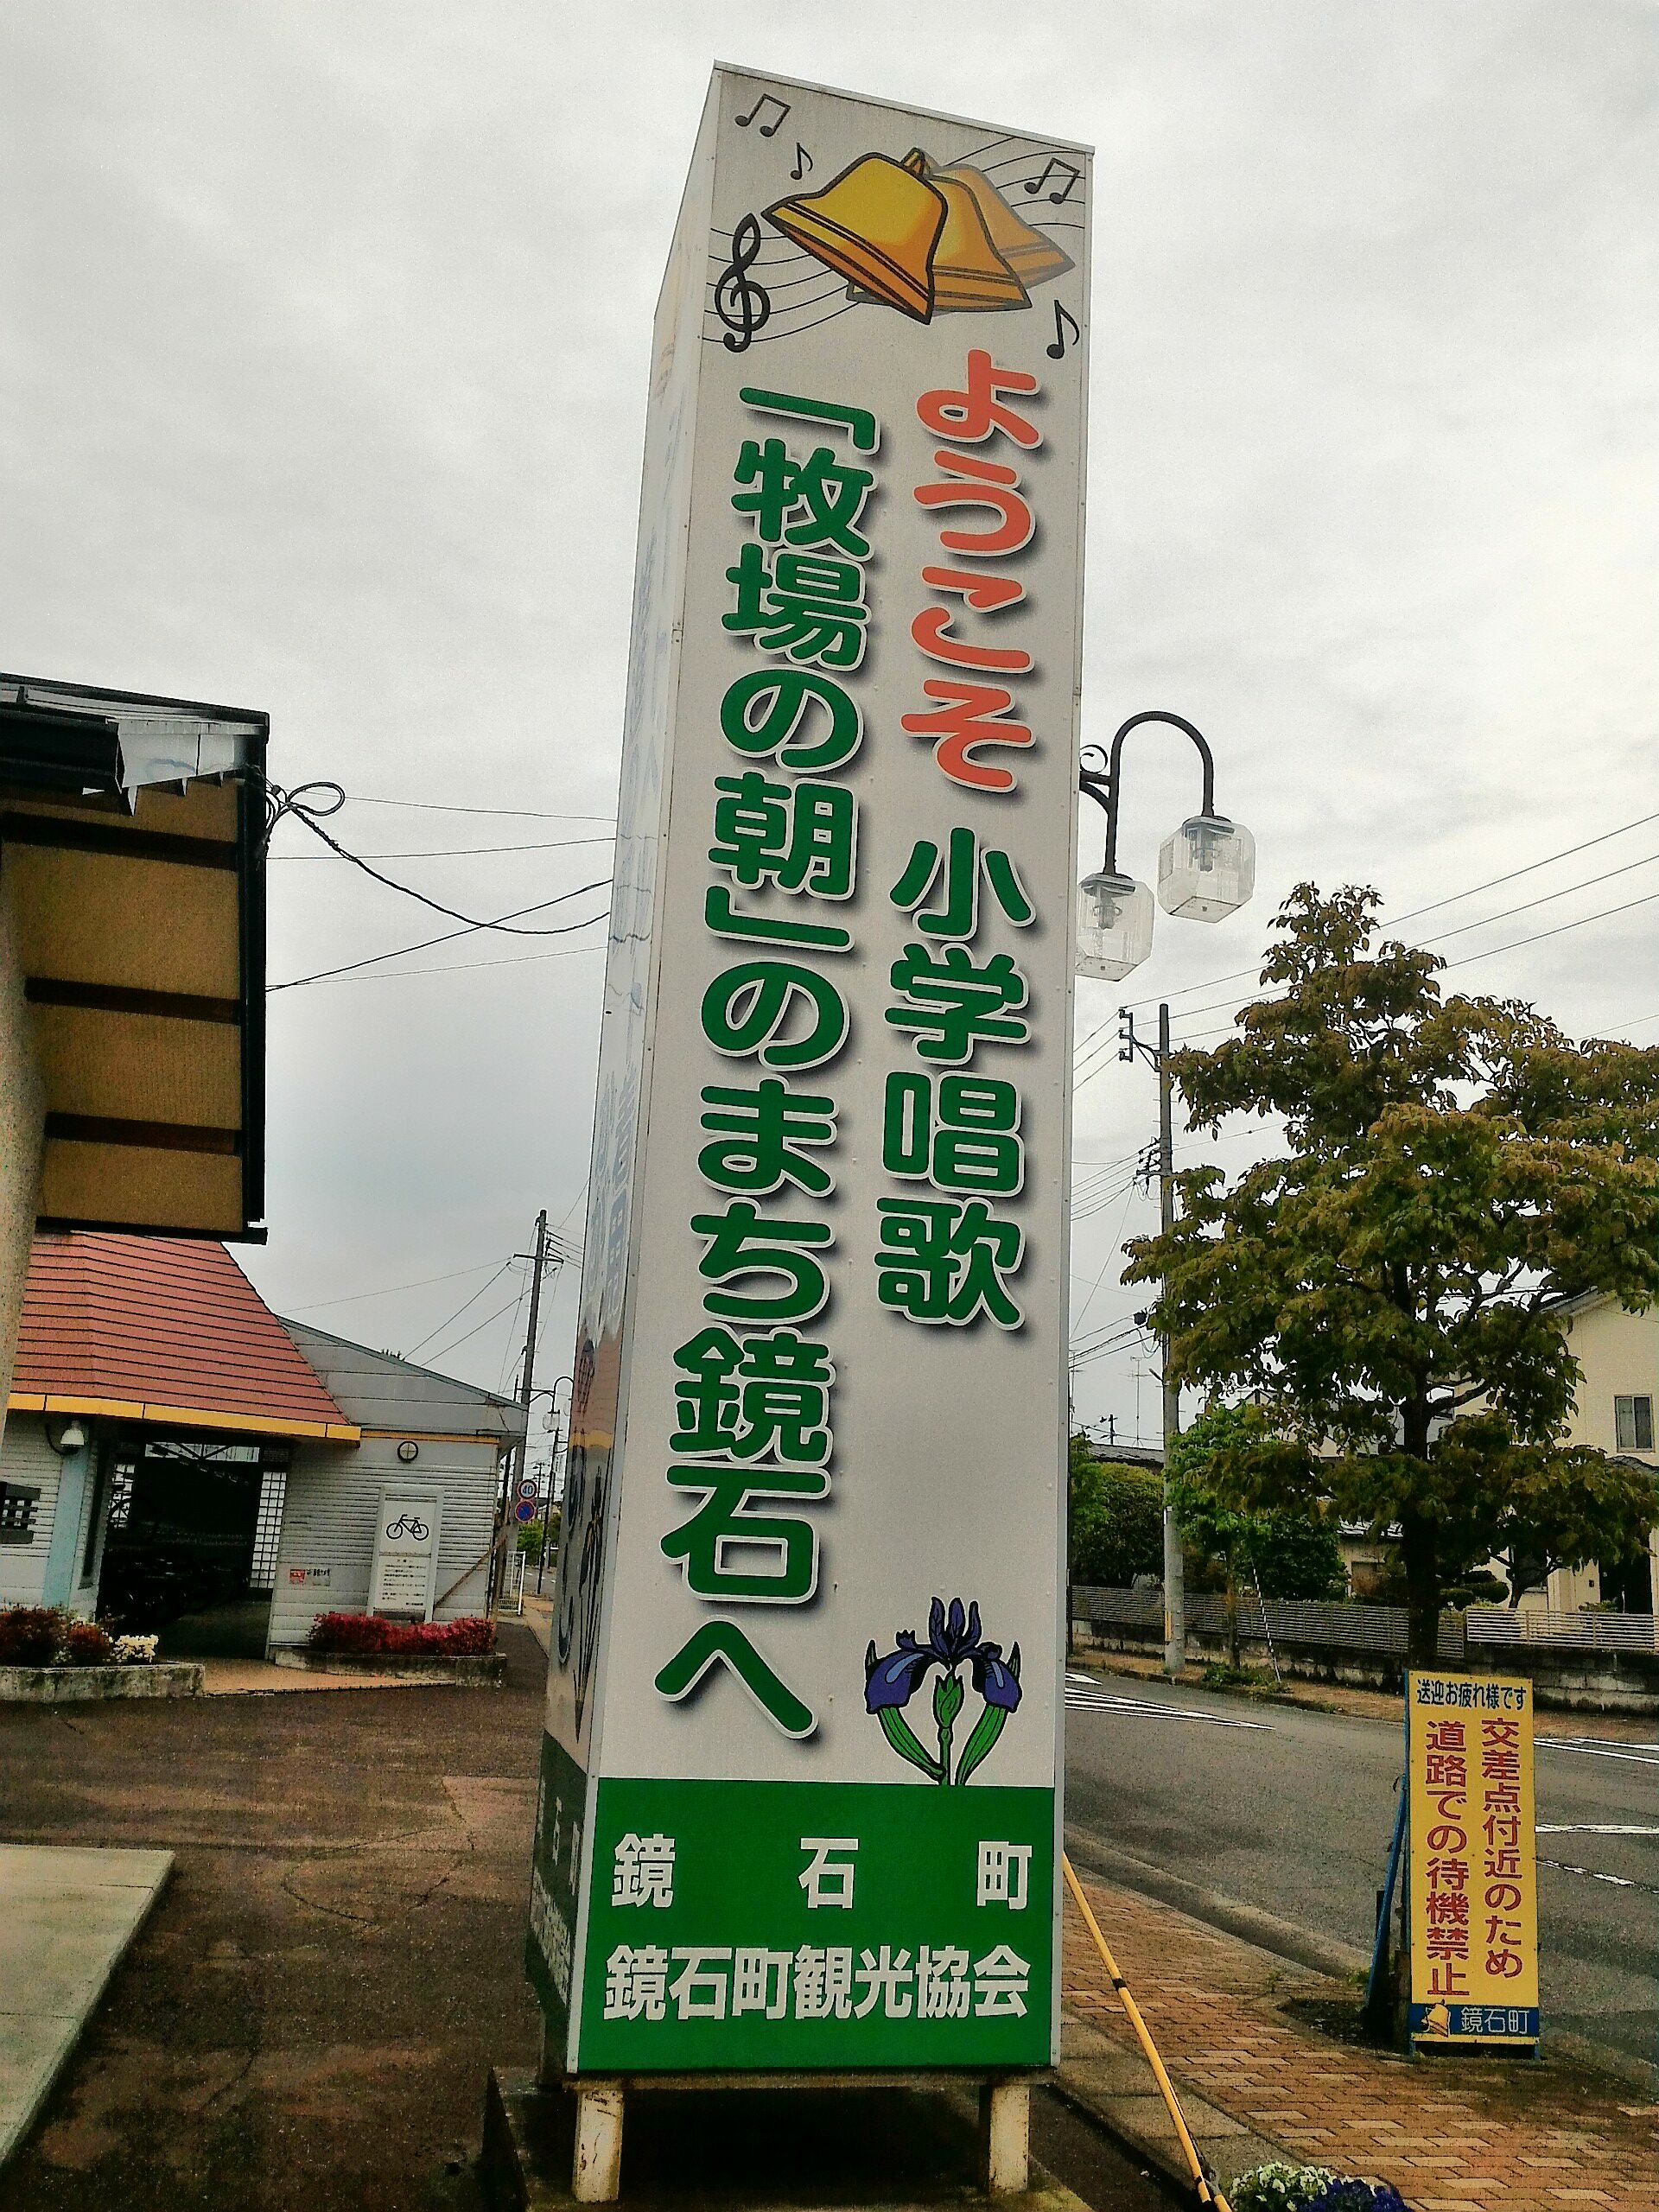 ようこそ 小学唱歌
「牧場の朝」のまち鏡石へ
鏡石町
鏡石町観光協会
送迎お疲れ様です
交差点付近のため
道路での待機禁止
鏡石町
40